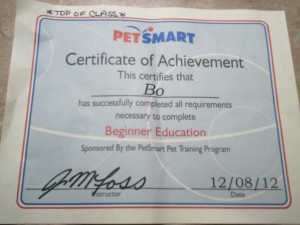 *TOP OF CLASS*
PETSMART
Certificate of Achievement
This certifies that
Bo
has successfully completed all requirements
necessary to complete
Beginner Education
Sponsored By the PetSmart Pet Training Program
12/08/12
Instructor Date